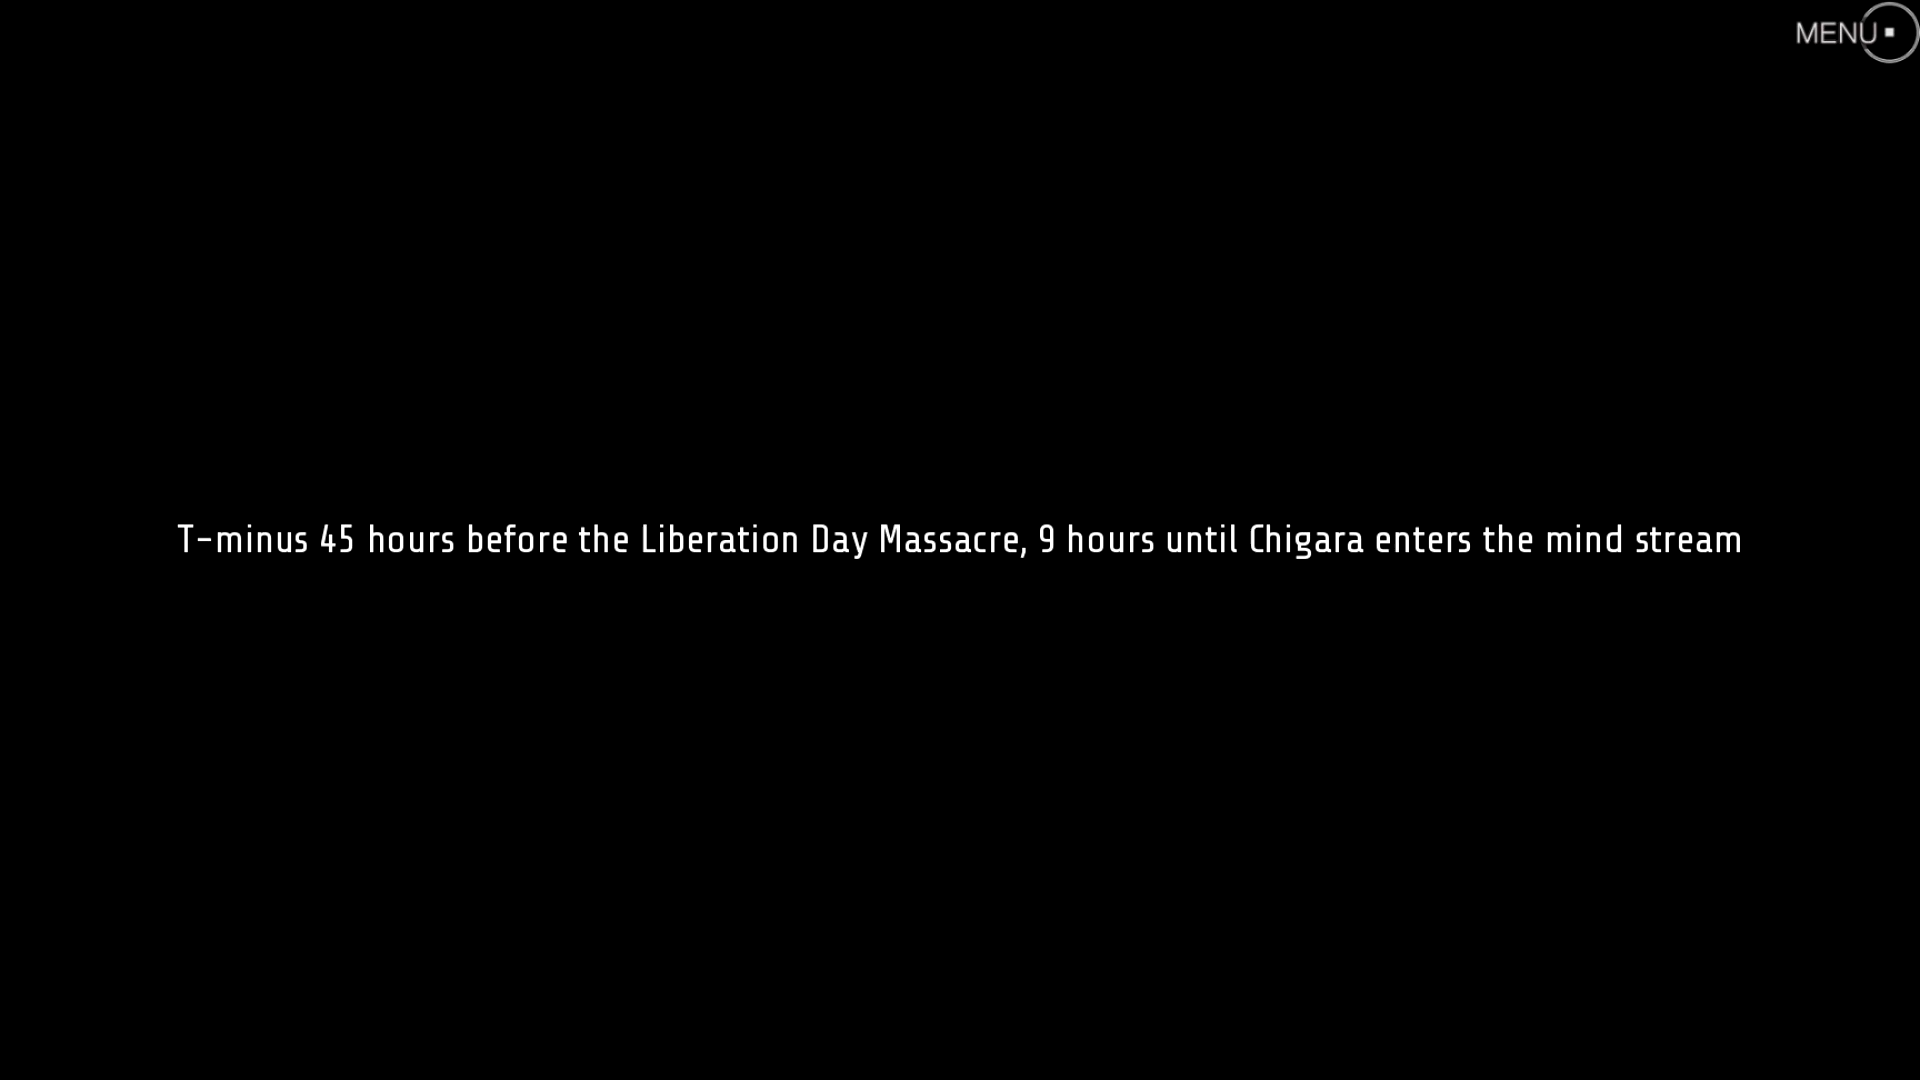 MENU
T-minus 45 hours before the Liberation Day Massacre, 9 hours until Chigara enters the mind stream